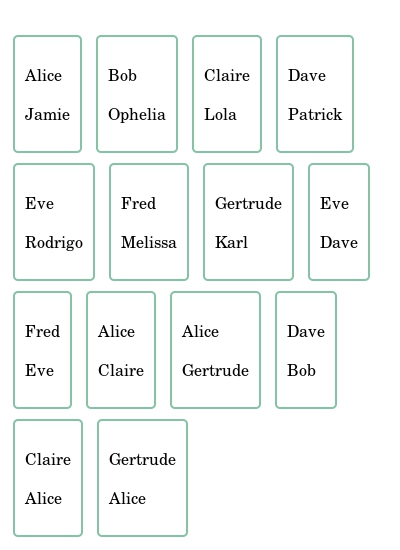 Alice
Jamie
Bob
Ophelia
Claire
Lola
Dave
Patrick
Eve
Rodrigo
Fred
Melissa
Gertrude
Karl
Eve
Dave
Fred
Eve
Alice
Claire
Alice
Gertrude
Dave
Bob
Claire
Alice
Gertrude
Alice